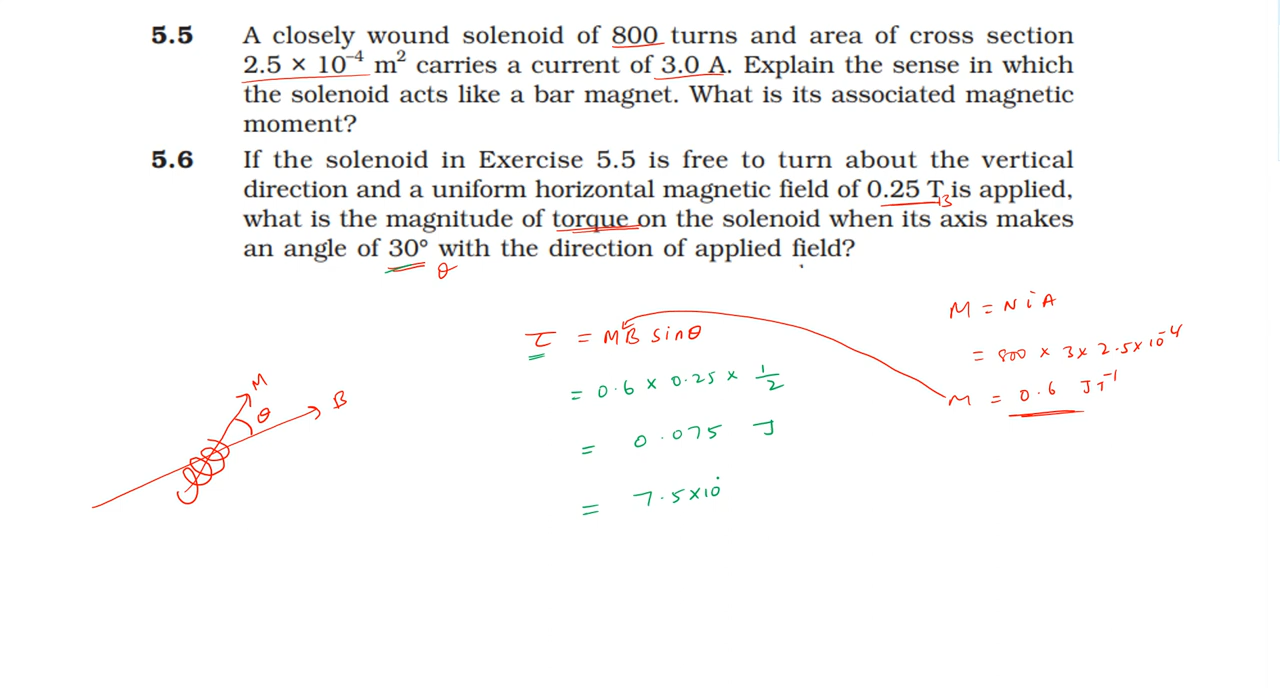 5.5 A closely wound solenoid of 800 turns and area of cross section
2.5 × 10⁻⁴ m² carries a current of 3.0 A. Explain the sense in which
the solenoid acts like a bar magnet. What is its associated magnetic
moment?
5.6 If the solenoid in Exercise 5.5 is free to turn about the vertical
direction and a uniform horizontal magnetic field of 0.25 T is applied,
B
what is the magnitude of torque on the solenoid when its axis makes
an angle of 30° with the direction of applied field?
θ
M = N i A
= 800 × 3 × 2.5 × 10⁻⁴
M = 0.6 J T⁻¹
τ = MB sinθ
= 0.6 × 0.25 × 1/2
= 0.075 J
= 7.5×10
M
θ
B